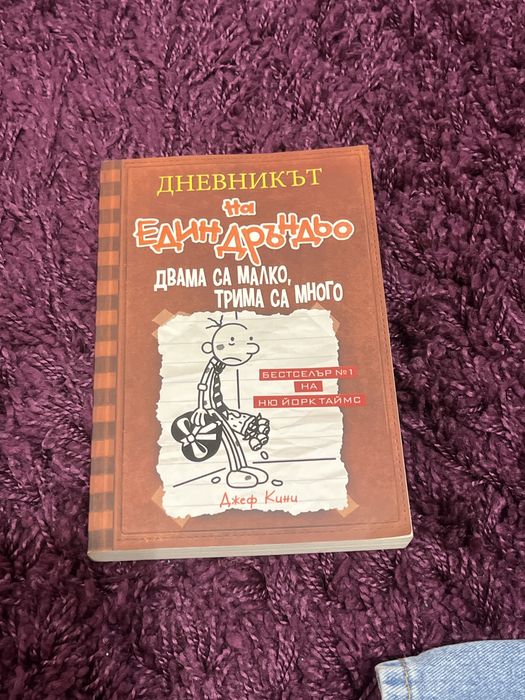 ДНЕВНИКЪТ
на
ЕДИН ДРЪНДЬО
ДВАМА СА МАЛКО,
ТРИМА СА МНОГО
БЕСТСЕЛЪР №1
НА
НЮ ЙОРК ТАЙМС
Джеф Кини